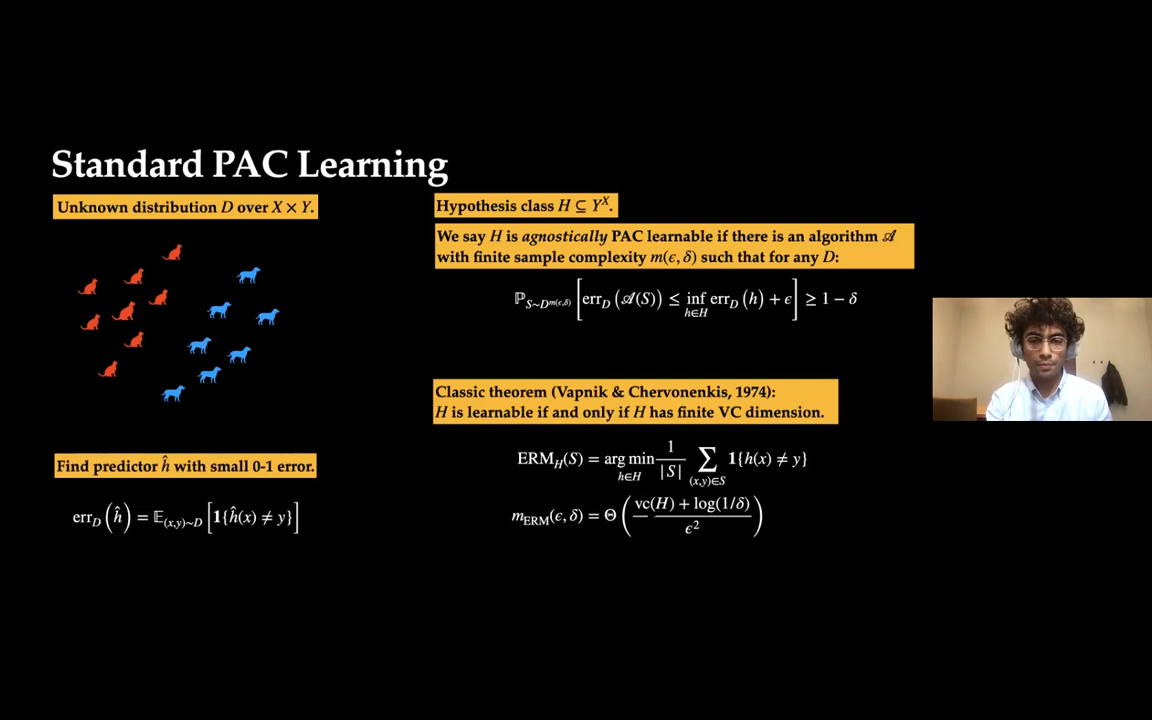 Standard PAC Learning
Unknown distribution D over X × Y.
Find predictor ĥ with small 0-1 error.
err_D (ĥ) = 𝔼_{(x,y)∼D} [𝟏{ĥ(x) ≠ y}]
Hypothesis class H ⊆ Y^X.
We say H is agnostically PAC learnable if there is an algorithm 𝒜
with finite sample complexity m(ϵ, δ) such that for any D:
ℙ_{S∼D^{m(ϵ,δ)}} [err_D (𝒜(S)) ≤ inf_{h∈H} err_D (h) + ϵ] ≥ 1 − δ
Classic theorem (Vapnik & Chervonenkis, 1974):
H is learnable if and only if H has finite VC dimension.
ERM_H(S) = arg min_{h∈H} 1/|S| ∑_{(x,y)∈S} 𝟏{h(x) ≠ y}
m_ERM(ϵ, δ) = Θ ((vc(H) + log(1/δ))/ϵ²)